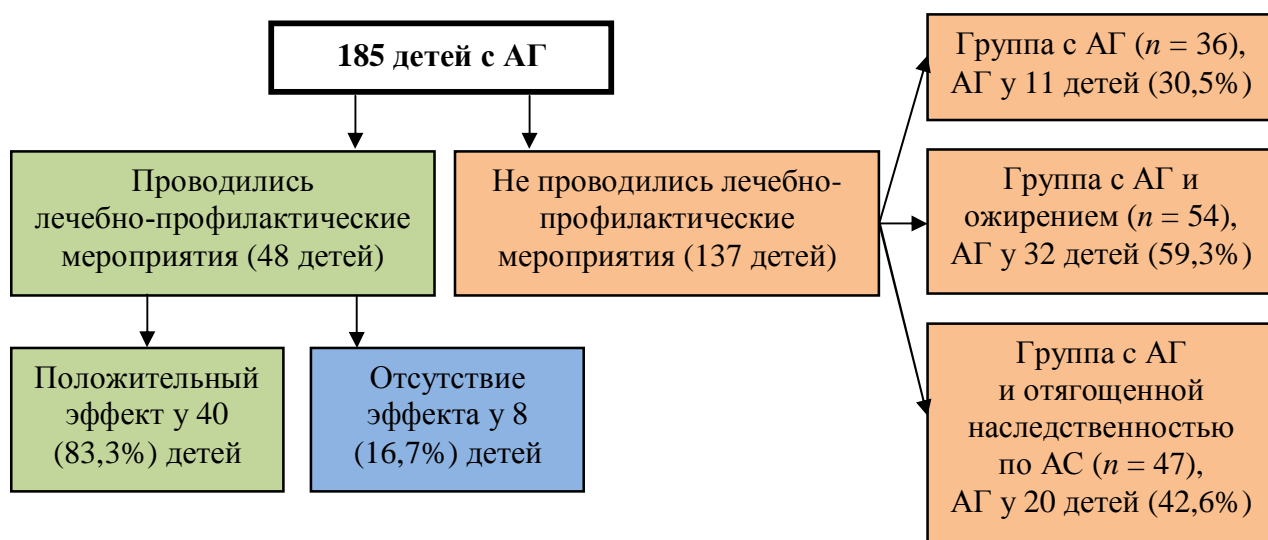 185 детей с АГ
Проводились
лечебно-профилактические
мероприятия (48 детей)
Не проводились лечебно-
профилактические
мероприятия (137 детей)
Положительный
эффект у 40
(83,3%) детей
Отсутствие
эффекта у 8
(16,7%) детей
Группа с АГ (n = 36),
АГ у 11 детей (30,5%)
Группа с АГ и
ожирением (n = 54),
АГ у 32 детей (59,3%)
Группа с АГ
и отягощенной
наследственностью
по АС (n = 47),
АГ у 20 детей (42,6%)